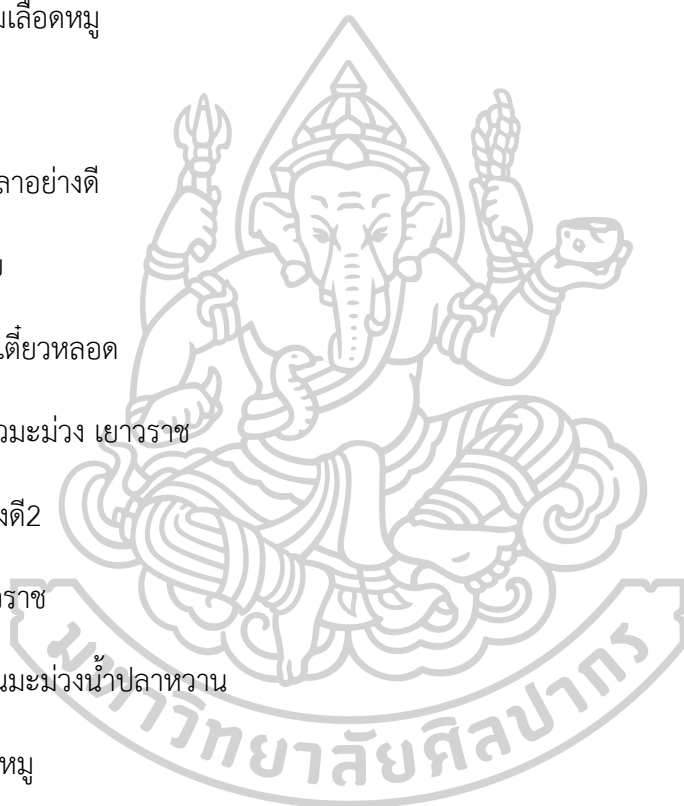 มเลือดหมู
ลาอย่างดี
ย
เตี๋ยวหลอด
วมะม่วง เยาวราช
งดี2
วราช
นมะม่วงน้ำปลาหวาน
หมู
มหาวิทยาลัยศิลปากร